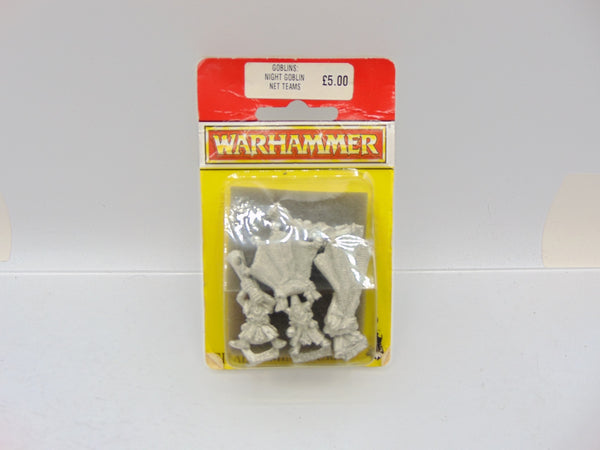 GOBLINS:
NIGHT GOBLIN
NET TEAMS
£5.00
WARHAMMER